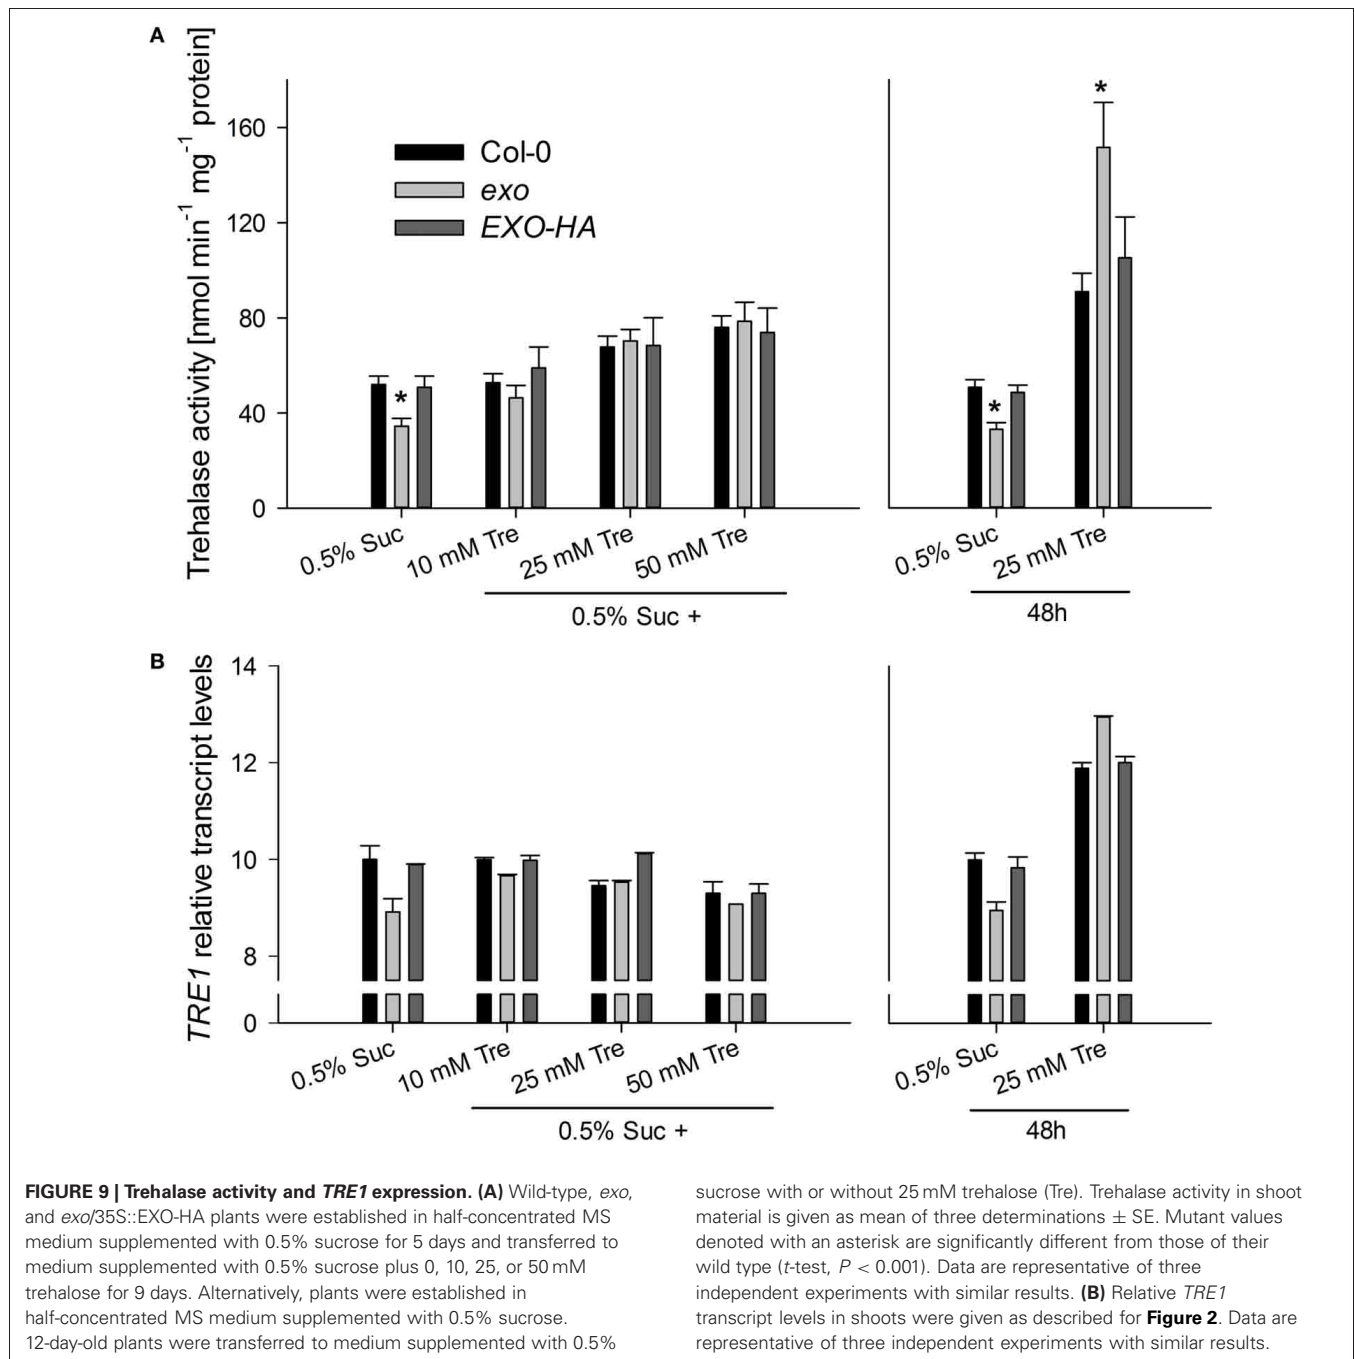 A
Trehalase activity [nmol min⁻¹ mg⁻¹ protein]
160
120
80
40
0
Col-0
exo
EXO-HA
*
*
*
0.5% Suc
10 mM Tre
25 mM Tre
50 mM Tre
0.5% Suc +
0.5% Suc
25 mM Tre
48h
B
TRE1 relative transcript levels
14
12
10
8
0
0.5% Suc
10 mM Tre
25 mM Tre
50 mM Tre
0.5% Suc +
0.5% Suc
25 mM Tre
48h
FIGURE 9 | Trehalase activity and TRE1 expression. (A) Wild-type, exo,
and exo/35S::EXO-HA plants were established in half-concentrated MS
medium supplemented with 0.5% sucrose for 5 days and transferred to
medium supplemented with 0.5% sucrose plus 0, 10, 25, or 50 mM
trehalose for 9 days. Alternatively, plants were established in
half-concentrated MS medium supplemented with 0.5% sucrose.
12-day-old plants were transferred to medium supplemented with 0.5%
sucrose with or without 25 mM trehalose (Tre). Trehalase activity in shoot
material is given as mean of three determinations ± SE. Mutant values
denoted with an asterisk are significantly different from those of their
wild type (t-test, P < 0.001). Data are representative of three
independent experiments with similar results. (B) Relative TRE1
transcript levels in shoots were given as described for Figure 2. Data are
representative of three independent experiments with similar results.